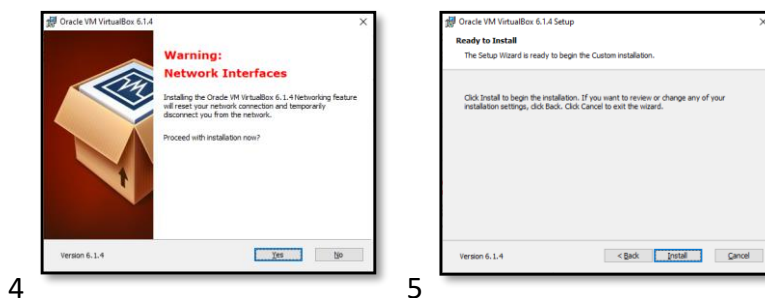 Oracle VM VirtualBox 6.1.4
Warning:
Network Interfaces
Installing the Oracle VM VirtualBox 6.1.4 Networking feature
will reset your network connection and temporarily
disconnect you from the network.
Proceed with installation now?
Version 6.1.4
Yes
No
4
Oracle VM VirtualBox 6.1.4 Setup
Ready to Install
The Setup Wizard is ready to begin the Custom installation.
Click Install to begin the installation. If you want to review or change any of your
installation settings, click Back. Click Cancel to exit the wizard.
Version 6.1.4
< Back
Install
Cancel
5